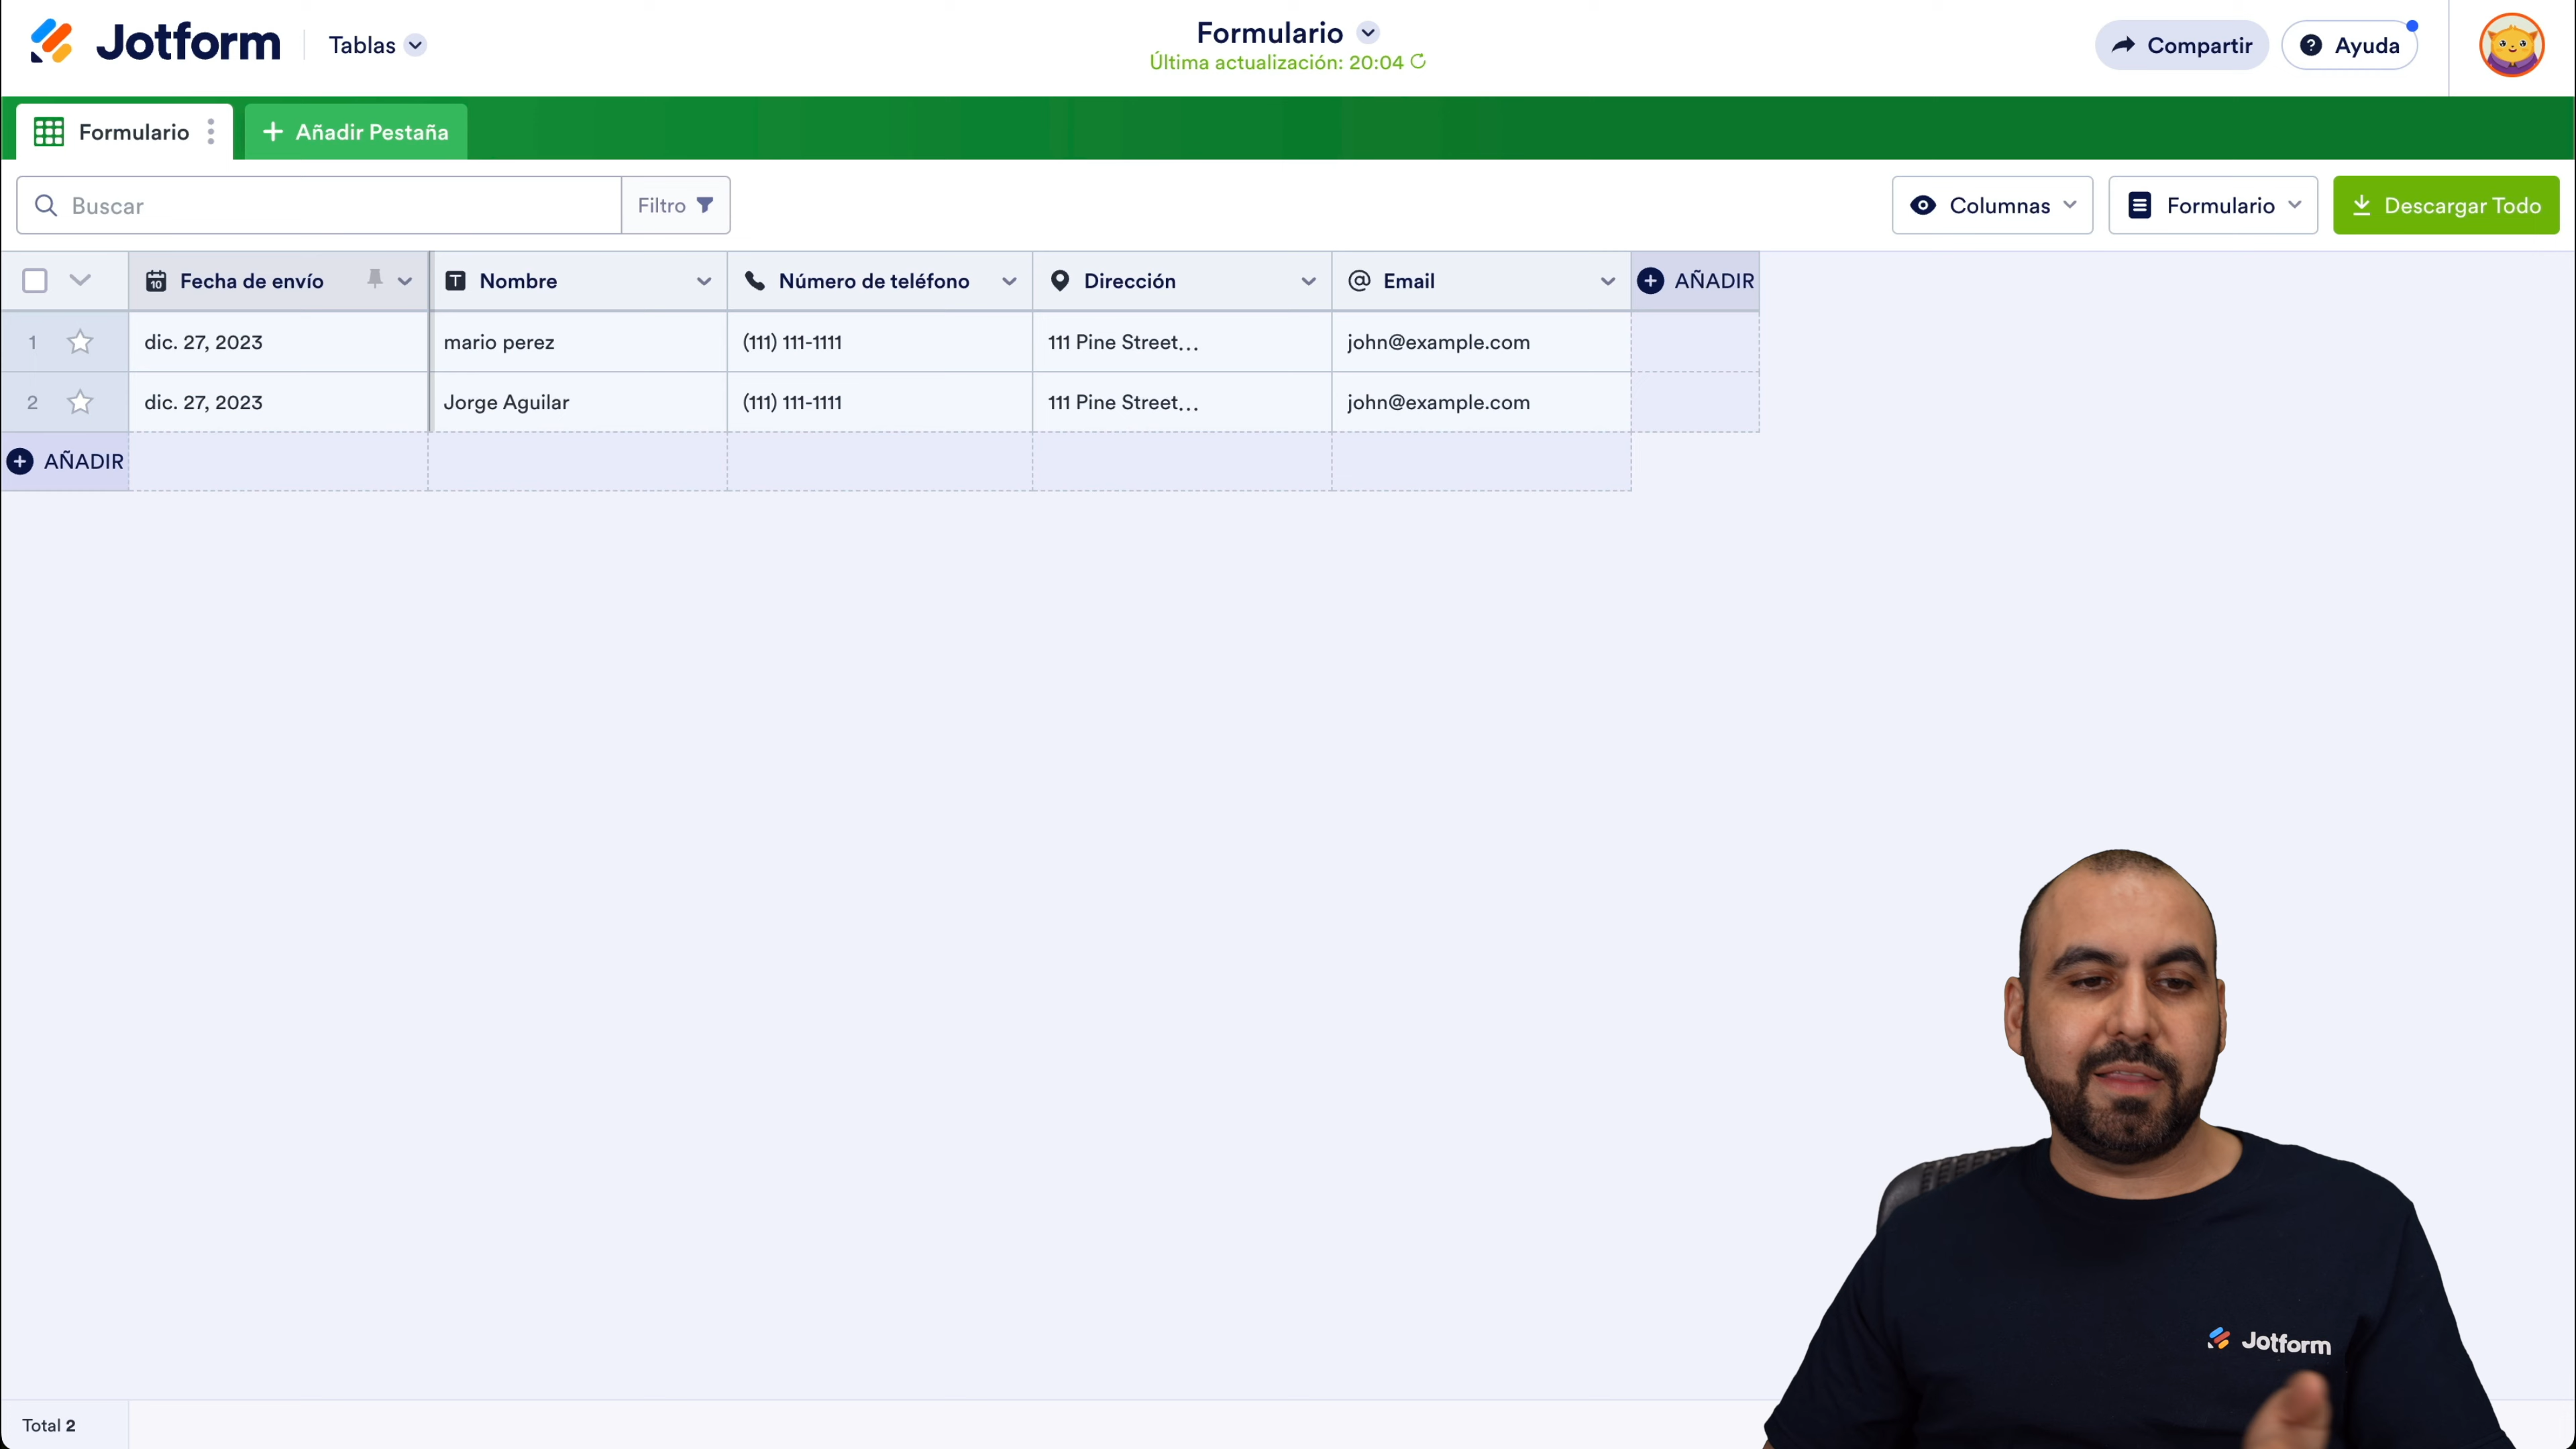 Jotform
Tablas
Formulario
Última actualización: 20:04
Compartir
Ayuda
Formulario
+ Añadir Pestaña
Buscar
Filtro
Columnas
Formulario
Descargar Todo
10 Fecha de envío
T Nombre
Número de teléfono
Dirección
@ Email
+ AÑADIR
1 dic. 27, 2023 mario perez (111) 111-1111 111 Pine Street... john@example.com
2 dic. 27, 2023 Jorge Aguilar (111) 111-1111 111 Pine Street... john@example.com
+ AÑADIR
Jotform
Total 2